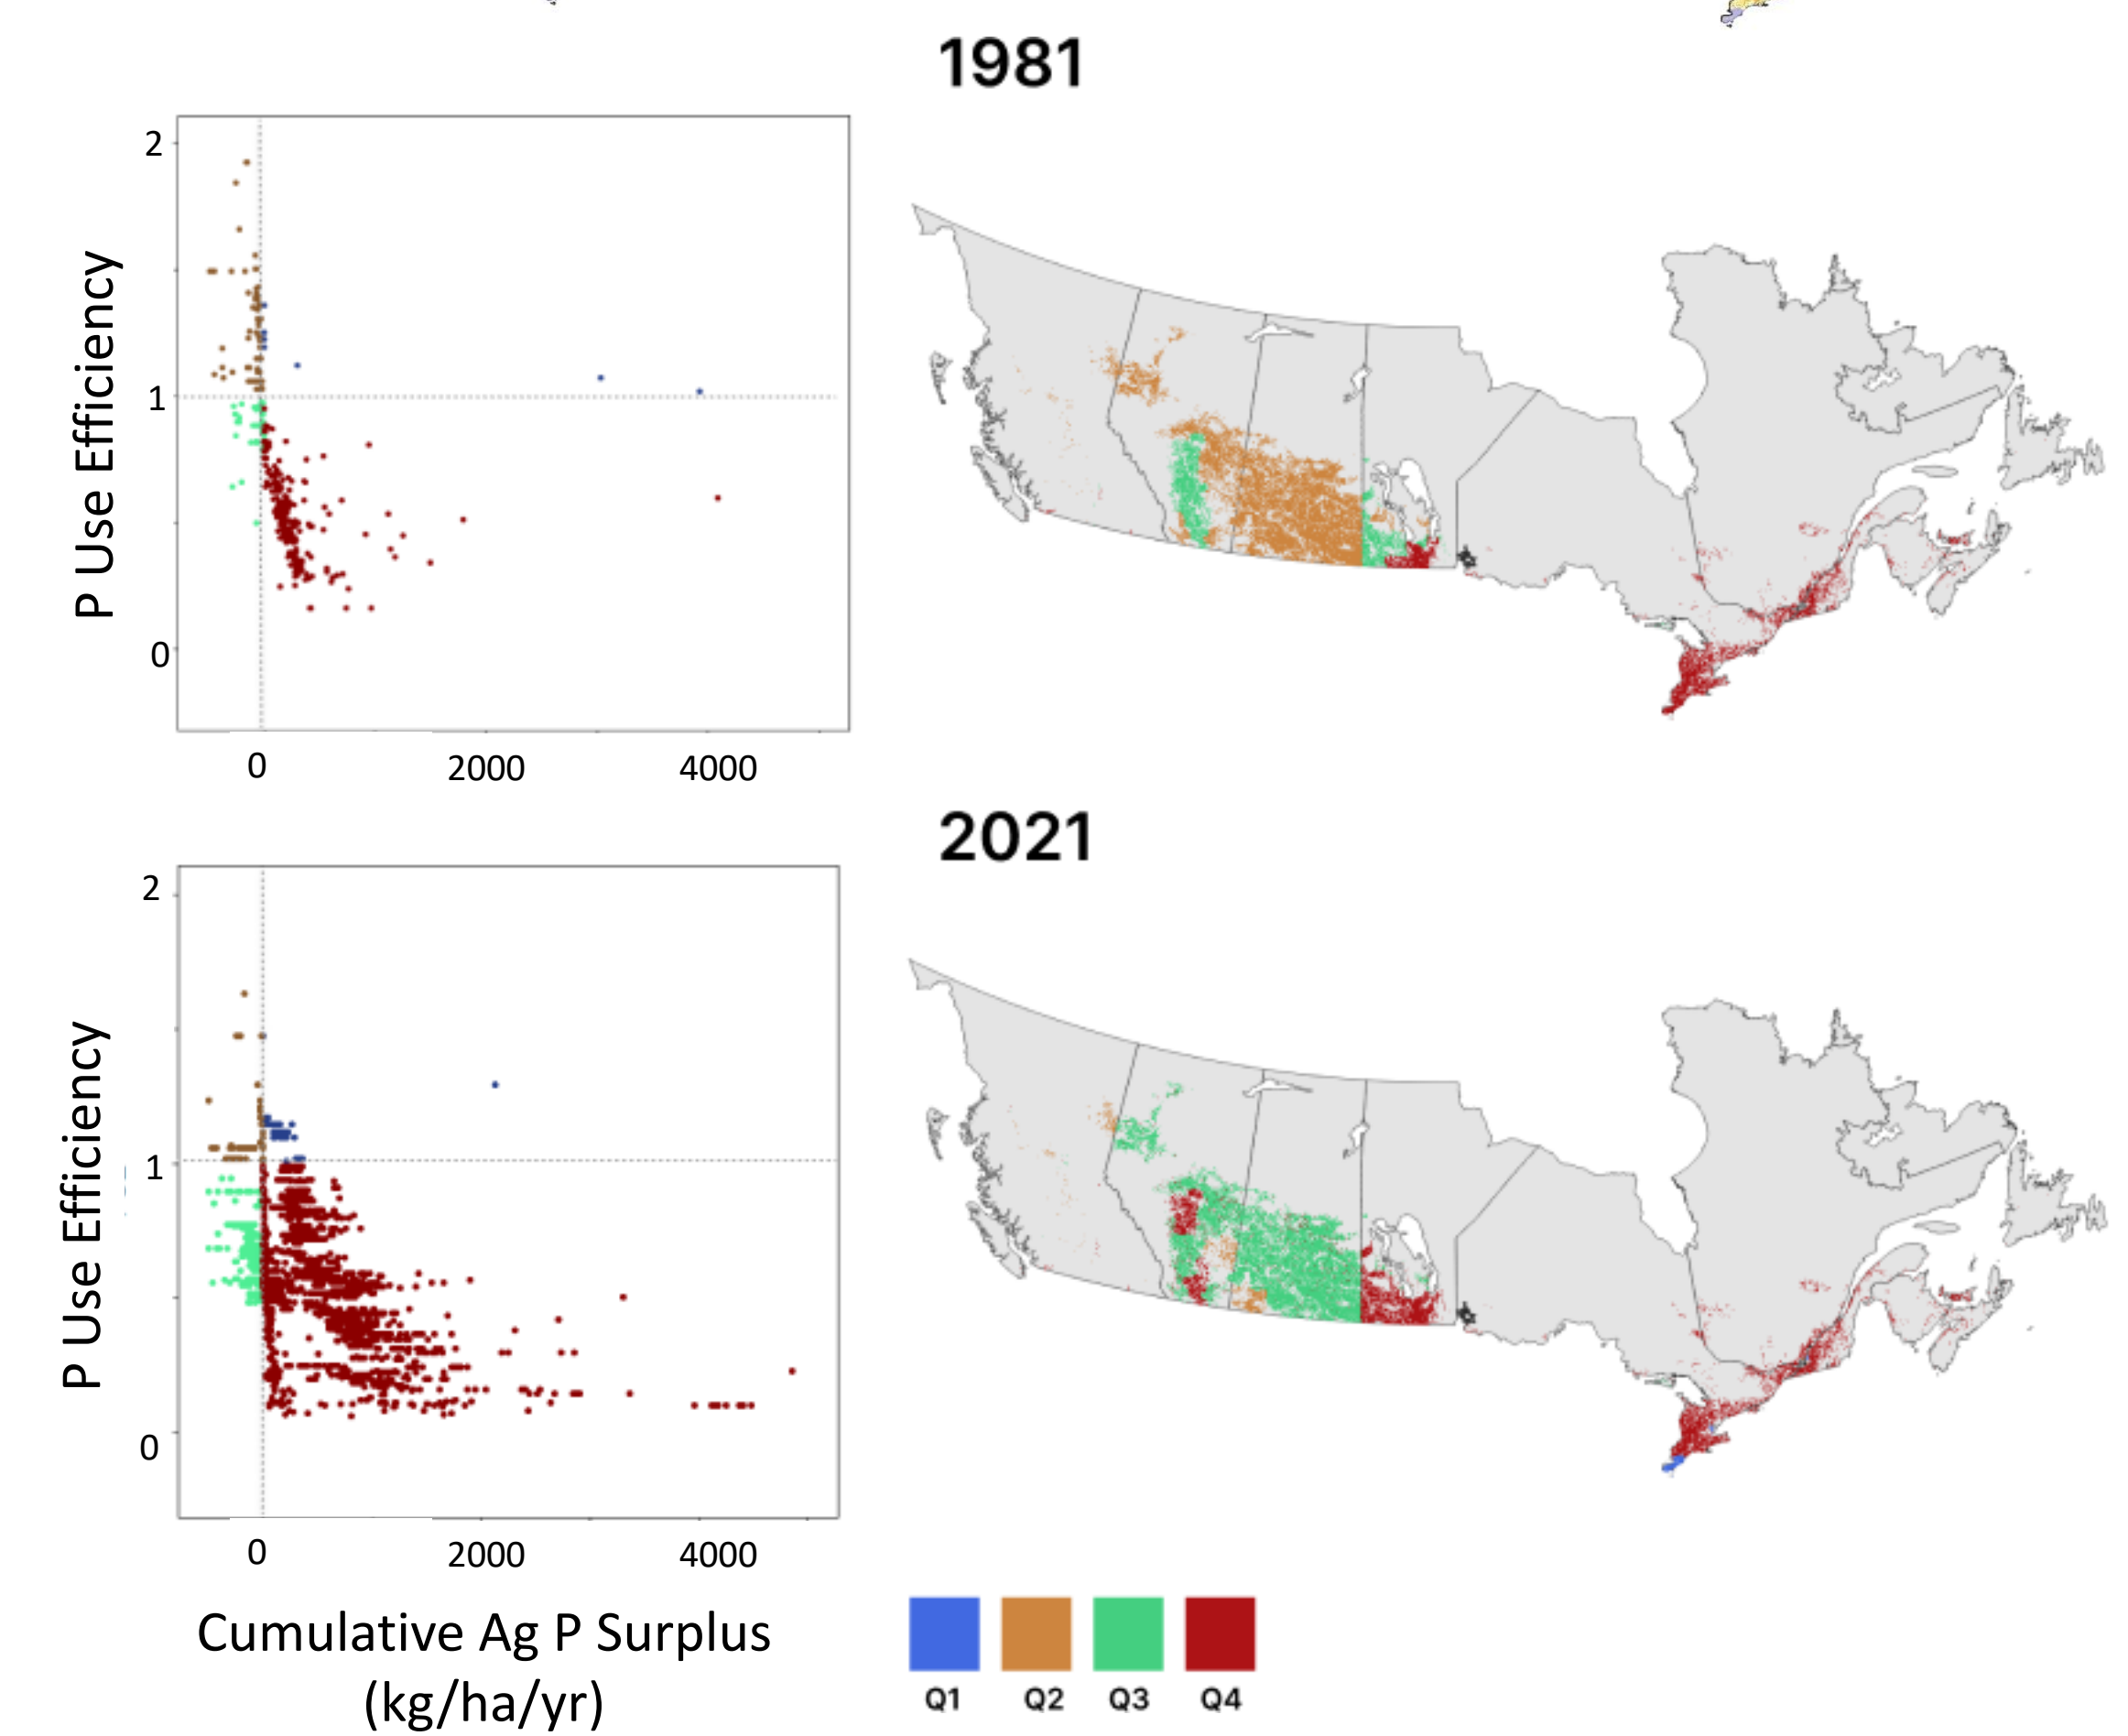 1981
P Use Efficiency
2
1
0
0 2000 4000
2021
P Use Efficiency
2
1
0
0 2000 4000
Cumulative Ag P Surplus
(kg/ha/yr)
Q1 Q2 Q3 Q4